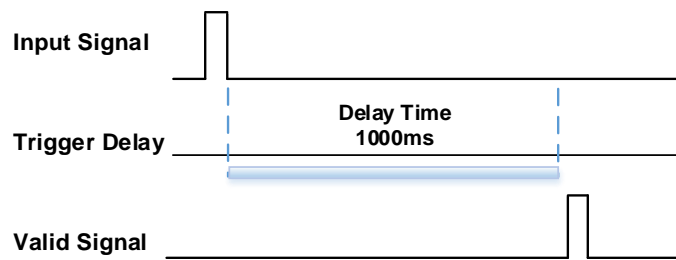 Input Signal
Delay Time
1000ms
Trigger Delay
Valid Signal